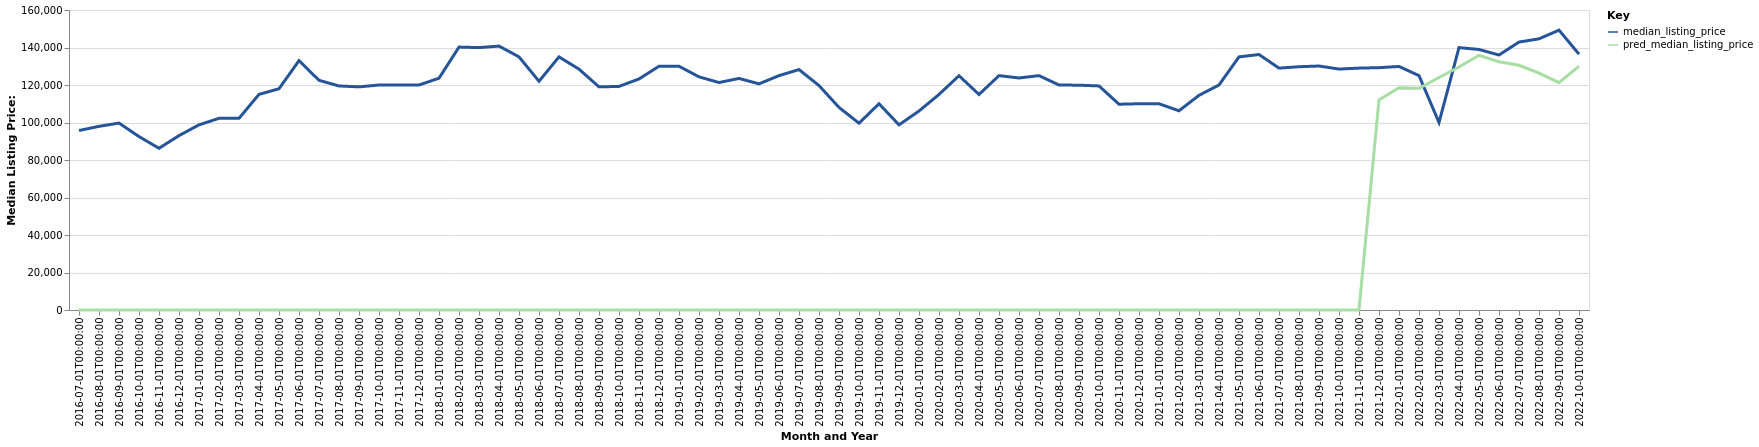 160,000
140,000
120,000
100,000
80,000
60,000
40,000
20,000
0
Median Listing Price:
2016-07-01T00:00:00
2016-08-01T00:00:00
2016-09-01T00:00:00
2016-10-01T00:00:00
2016-11-01T00:00:00
2016-12-01T00:00:00
2017-01-01T00:00:00
2017-02-01T00:00:00
2017-03-01T00:00:00
2017-04-01T00:00:00
2017-05-01T00:00:00
2017-06-01T00:00:00
2017-07-01T00:00:00
2017-08-01T00:00:00
2017-09-01T00:00:00
2017-10-01T00:00:00
2017-11-01T00:00:00
2017-12-01T00:00:00
2018-01-01T00:00:00
2018-02-01T00:00:00
2018-03-01T00:00:00
2018-04-01T00:00:00
2018-05-01T00:00:00
2018-06-01T00:00:00
2018-07-01T00:00:00
2018-08-01T00:00:00
2018-09-01T00:00:00
2018-10-01T00:00:00
2018-11-01T00:00:00
2018-12-01T00:00:00
2019-01-01T00:00:00
2019-02-01T00:00:00
2019-03-01T00:00:00
2019-04-01T00:00:00
2019-05-01T00:00:00
2019-06-01T00:00:00
2019-07-01T00:00:00
2019-08-01T00:00:00
2019-09-01T00:00:00
2019-10-01T00:00:00
2019-11-01T00:00:00
2019-12-01T00:00:00
2020-01-01T00:00:00
2020-02-01T00:00:00
2020-03-01T00:00:00
2020-04-01T00:00:00
2020-05-01T00:00:00
2020-06-01T00:00:00
2020-07-01T00:00:00
2020-08-01T00:00:00
2020-09-01T00:00:00
2020-10-01T00:00:00
2020-11-01T00:00:00
2020-12-01T00:00:00
2021-01-01T00:00:00
2021-02-01T00:00:00
2021-03-01T00:00:00
2021-04-01T00:00:00
2021-05-01T00:00:00
2021-06-01T00:00:00
2021-07-01T00:00:00
2021-08-01T00:00:00
2021-09-01T00:00:00
2021-10-01T00:00:00
2021-11-01T00:00:00
2021-12-01T00:00:00
2022-01-01T00:00:00
2022-02-01T00:00:00
2022-03-01T00:00:00
2022-04-01T00:00:00
2022-05-01T00:00:00
2022-06-01T00:00:00
2022-07-01T00:00:00
2022-08-01T00:00:00
2022-09-01T00:00:00
2022-10-01T00:00:00
Month and Year
Key
median_listing_price
pred_median_listing_price